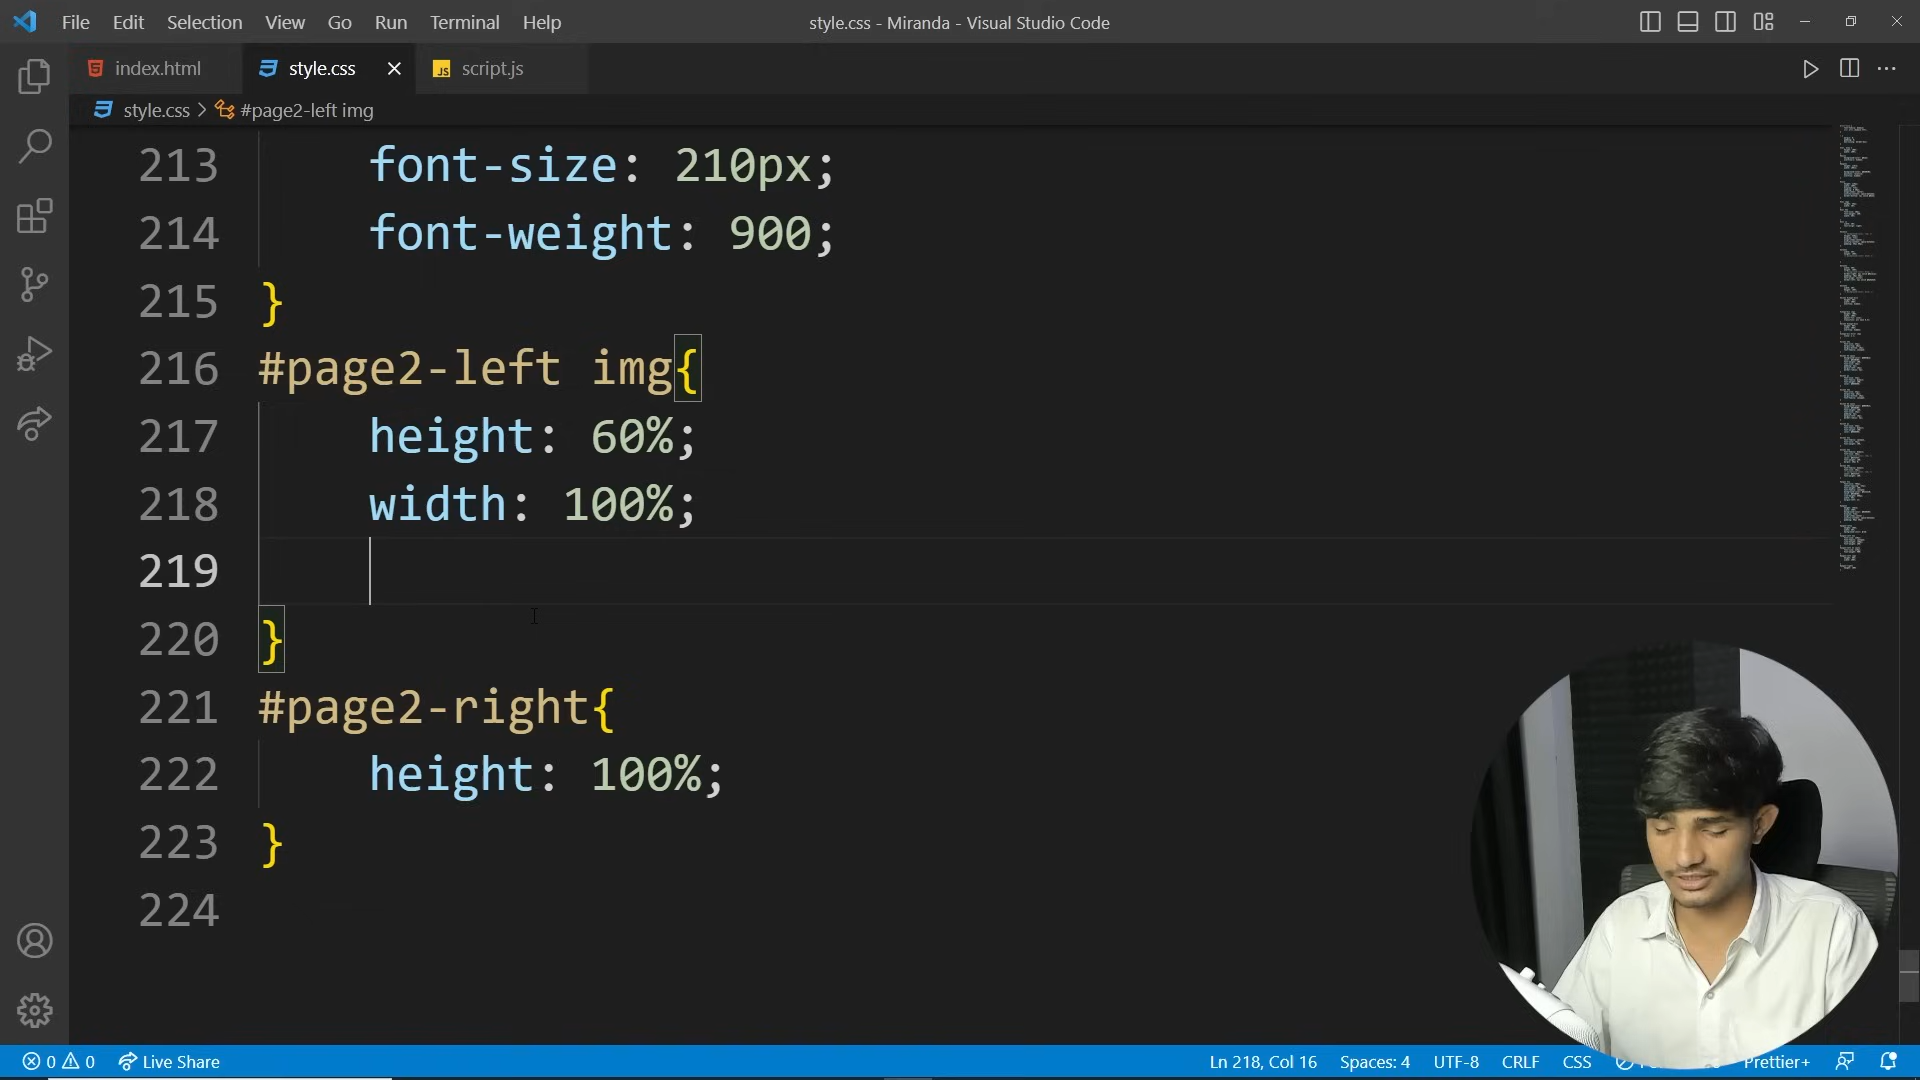 File Edit Selection View Go Run Terminal Help
style.css - Miranda - Visual Studio Code
index.html
style.css
JS script.js
style.css > #page2-left img
213 font-size: 210px;
214 font-weight: 900;
215 }
216 #page2-left img{
217 height: 60%;
218 width: 100%;
219
220 }
221 #page2-right{
222 height: 100%;
223 }
224
0 0 Live Share
Ln 218, Col 16 Spaces: 4 UTF-8 CRLF CSS Prettier+